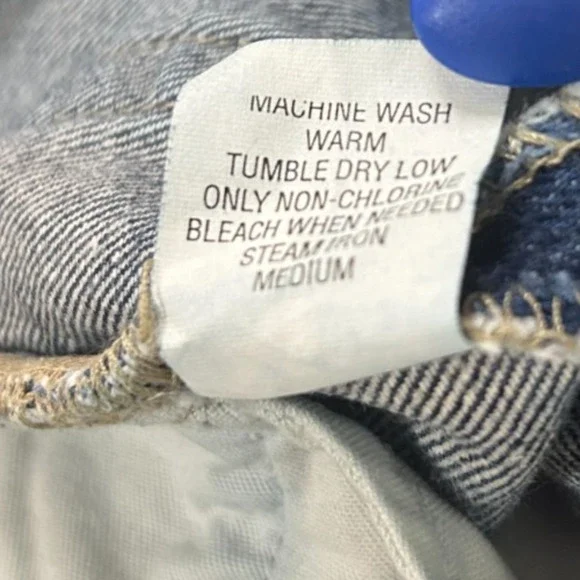 MACHINE WASH
WARM
TUMBLE DRY LOW
ONLY NON-CHLORINE
BLEACH WHEN NEEDED
STEAM IRON
MEDIUM